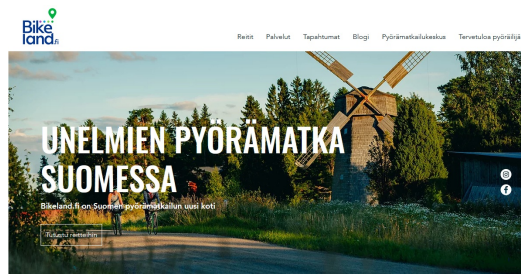 Bike
land.fi
Reitit Palvelut Tapahtumat Blogi Pyörämatkailukeskus Tervetuloa pyöräilijä
UNELMIEN PYÖRÄMATKA
SUOMESSA
Bikeland.fi on Suomen pyörämatkailun uusi koti
Tutustu reitteihin